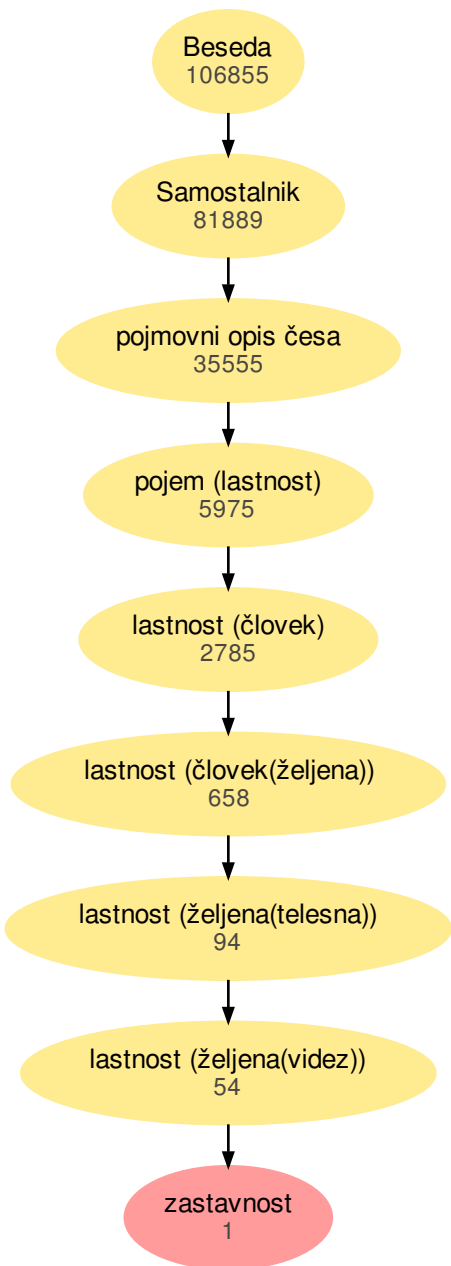 Beseda
106855
Samostalnik
81889
pojmovni opis česa
35555
pojem (lastnost)
5975
lastnost (človek)
2785
lastnost (človek(željena))
658
lastnost (željena(telesna))
94
lastnost (željena(videz))
54
zastavnost
1